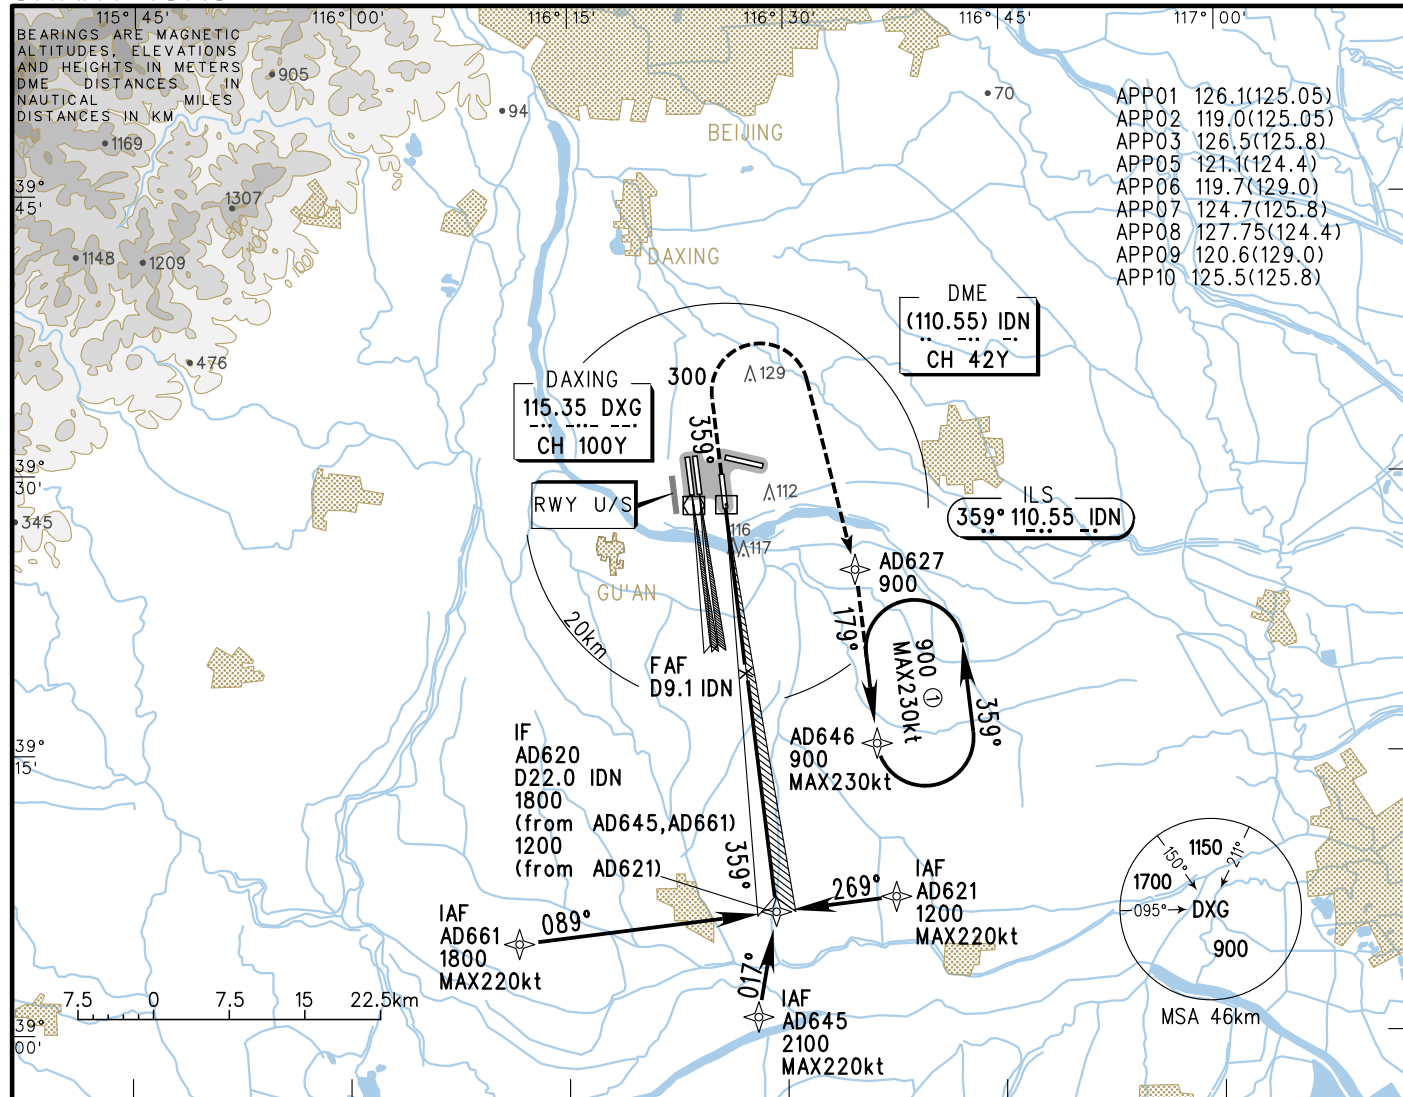 115° 45'
116° 00'
116° 15'
116° 30'
116° 45'
117° 00'
BEARINGS ARE MAGNETIC
ALTITUDES, ELEVATIONS
AND HEIGHTS IN METERS
DME DISTANCES IN
NAUTICAL MILES
DISTANCES IN KM
905
94
70
1169
BEIJING
APP01 126.1(125.05)
APP02 119.0(125.05)
APP03 126.5(125.8)
APP05 121.1(124.4)
APP06 119.7(129.0)
APP07 124.7(125.8)
APP08 127.75(124.4)
APP09 120.6(129.0)
APP10 125.5(125.8)
39°
45'
1307
1148
1209
DAXING
DME
(110.55) IDN
CH 42Y
476
300
129
DAXING
115.35 DXG
CH 100Y
359°
39°
30'
345
RWY U/S
112
116
117
ILS
359° 110.55 IDN
AD627
900
GU'AN
20km
179°
900 ①
MAX230kt
359°
FAF
D9.1 IDN
AD646
900
MAX230kt
39°
15'
IF
AD620
D22.0 IDN
1800
(from AD645,AD661)
1200
(from AD621)
359°
269°
IAF
AD621
1200
MAX220kt
IAF
AD661
1800
MAX220kt
089°
017°
IAF
AD645
2100
MAX220kt
150°
1150
211°
1700
095°
DXG
900
MSA 46km
7.5 0 7.5 15 22.5km
39°
00'